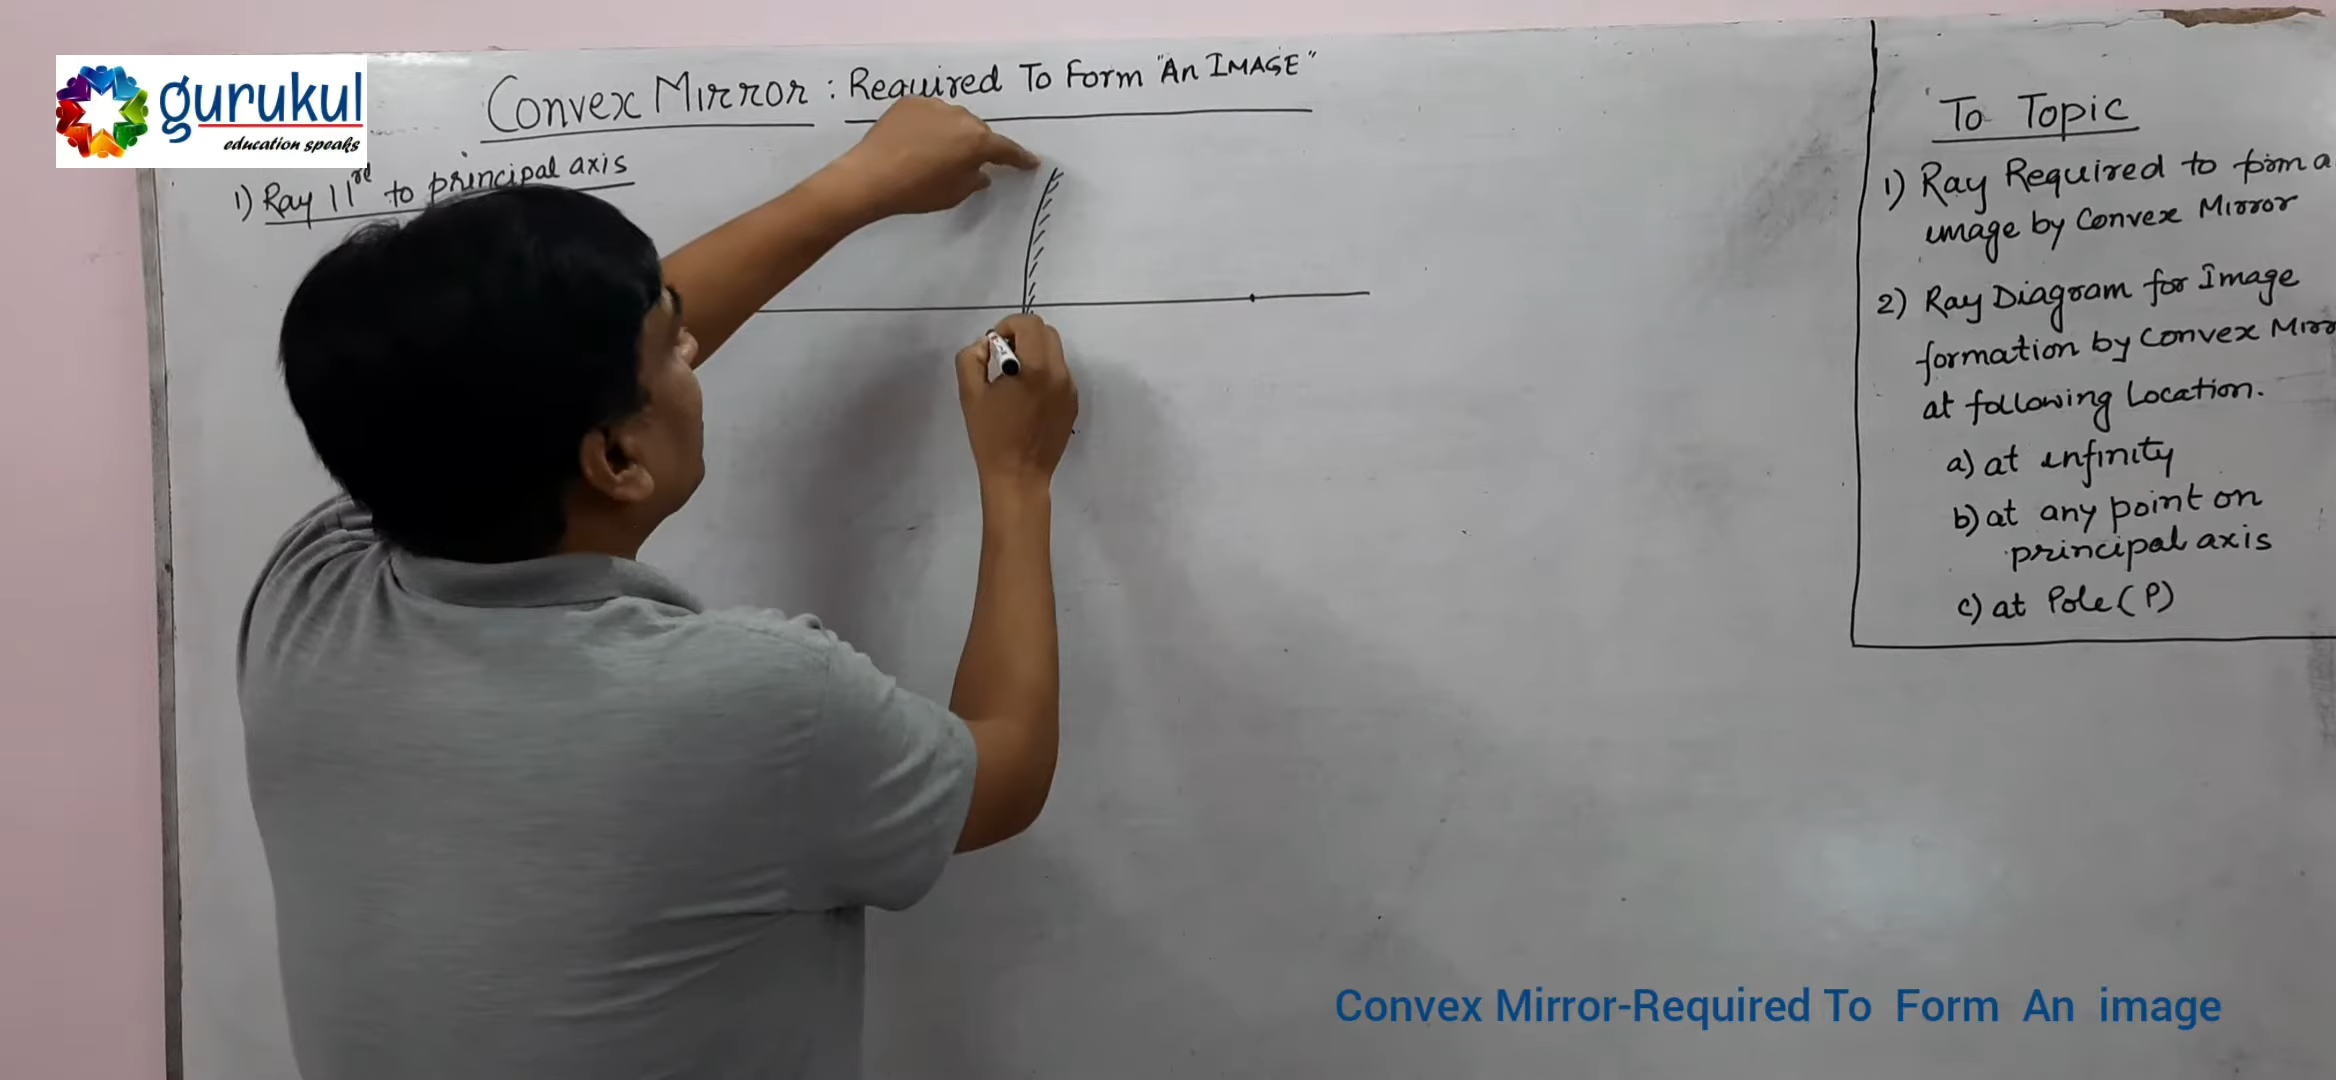 gurukul
education speaks
Convex Mirror : Required To Form "An IMAGE"
1) Ray 11rd to principal axis
To Topic
1) Ray Required to form a
image by Convex Mirror
2) Ray Diagram for Image
formation by Convex Mirr
at following Location.
a) at infinity
b) at any point on
principal axis
c) at Pole (P)
Convex Mirror-Required To Form An image